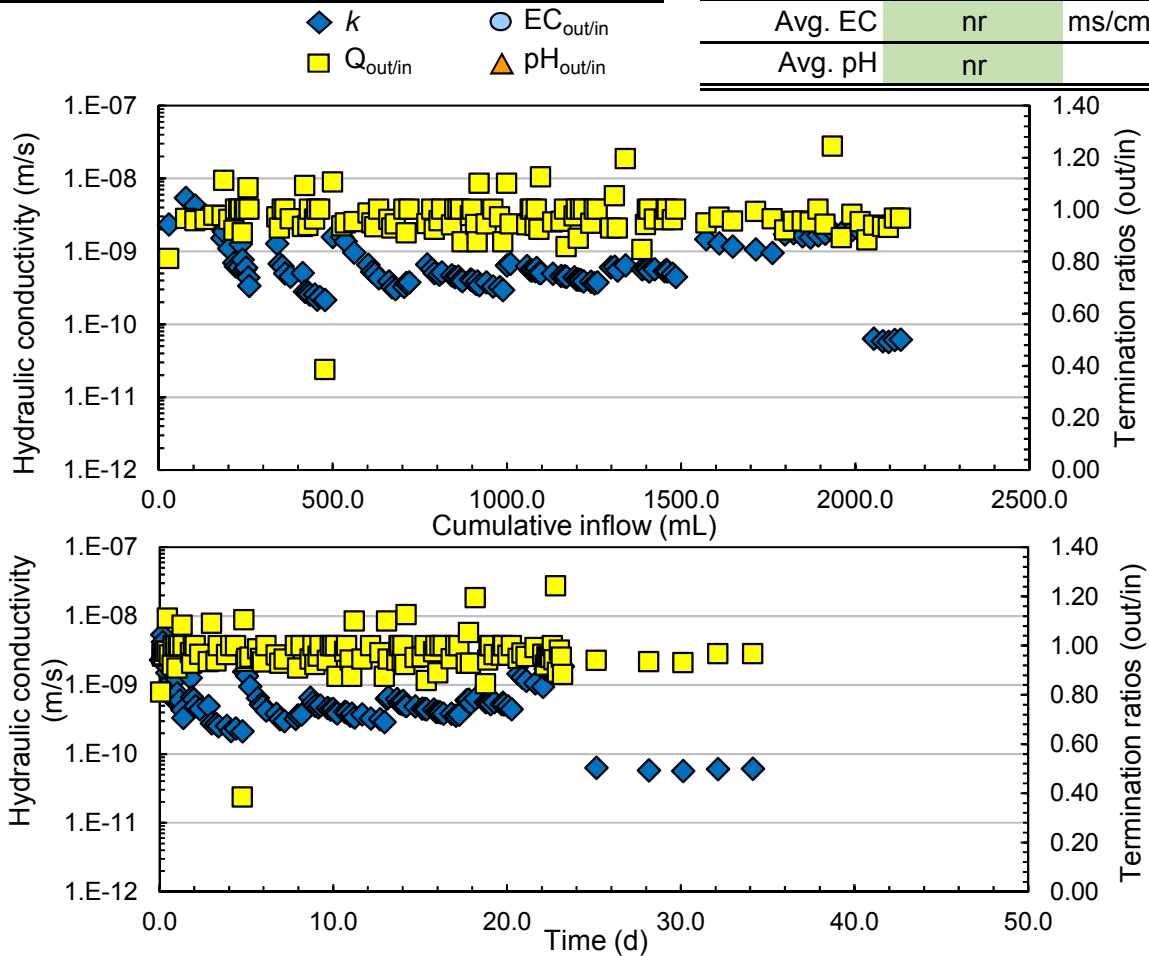 k EC out/in Avg. EC nr ms/cm
Q out/in pH out/in Avg. pH nr
Hydraulic conductivity (m/s)
1.E-07
1.E-08
1.E-09
1.E-10
1.E-11
1.E-12
1.40
1.20
1.00
0.80
0.60
0.40
0.20
0.00
Termination ratios (out/in)
0.0 500.0 1000.0 1500.0 2000.0 2500.0
Cumulative inflow (mL)
Hydraulic conductivity
(m/s)
1.E-07
1.E-08
1.E-09
1.E-10
1.E-11
1.E-12
1.40
1.20
1.00
0.80
0.60
0.40
0.20
0.00
Termination ratios (out/in)
0.0 10.0 20.0 30.0 40.0 50.0
Time (d)